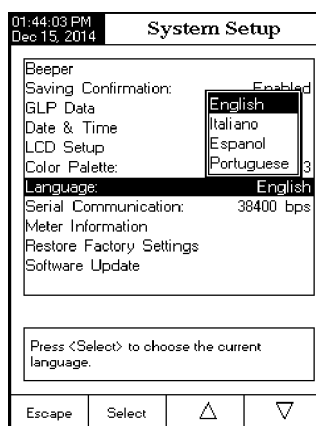 01:44:03 PM
Dec 15, 2014
System Setup
Beeper
Saving Confirmation: Enabled
GLP Data
Date & Time
LCD Setup
Color Palette: 3
English
Italiano
Espanol
Portuguese
Language: English
Serial Communication: 38400 bps
Meter Information
Restore Factory Settings
Software Update
Press <Select> to choose the current
language.
Escape Select